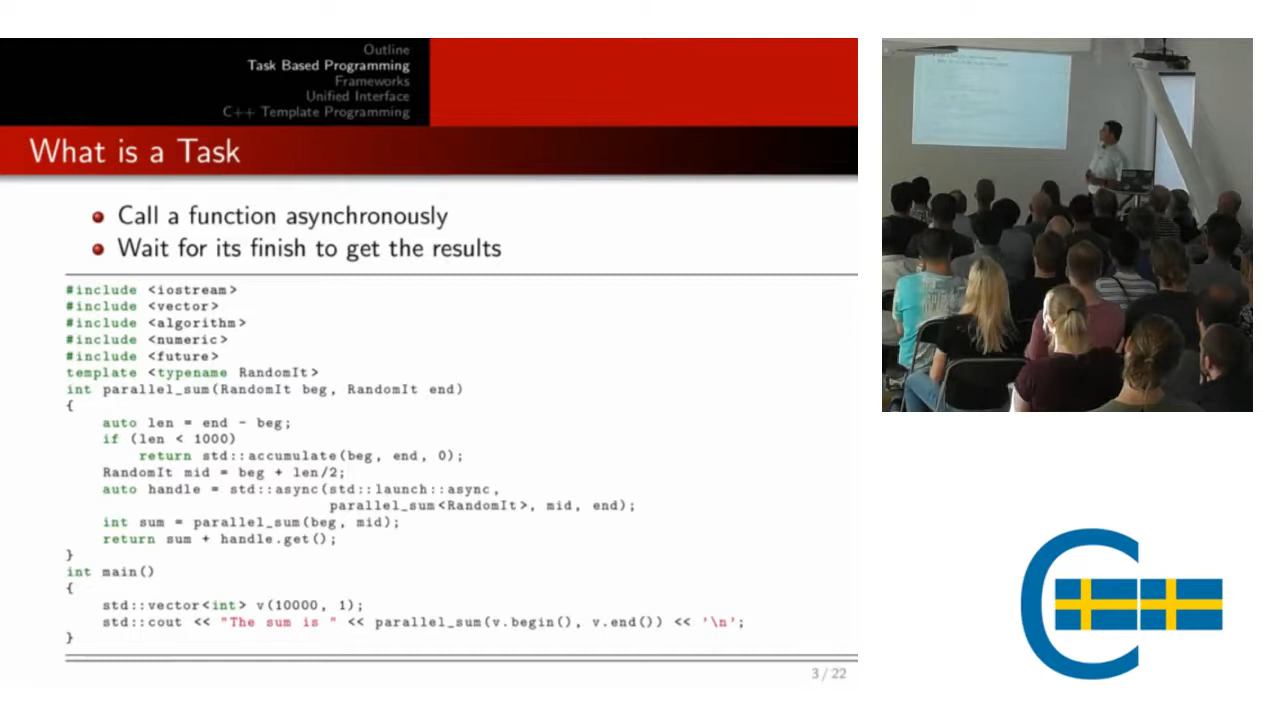 Outline
Task Based Programming
Frameworks
Unified Interface
C++ Template Programming
What is a Task
Call a function asynchronously
Wait for its finish to get the results
#include <iostream>
#include <vector>
#include <algorithm>
#include <numeric>
#include <future>
template <typename RandomIt>
int parallel_sum(RandomIt beg, RandomIt end)
{
    auto len = end - beg;
    if (len < 1000)
        return std::accumulate(beg, end, 0);
    RandomIt mid = beg + len/2;
    auto handle = std::async(std::launch::async,
                             parallel_sum<RandomIt>, mid, end);
    int sum = parallel_sum(beg, mid);
    return sum + handle.get();
}
int main()
{
    std::vector<int> v(10000, 1);
    std::cout << "The sum is " << parallel_sum(v.begin(), v.end()) << '\n';
}
3 / 22
C